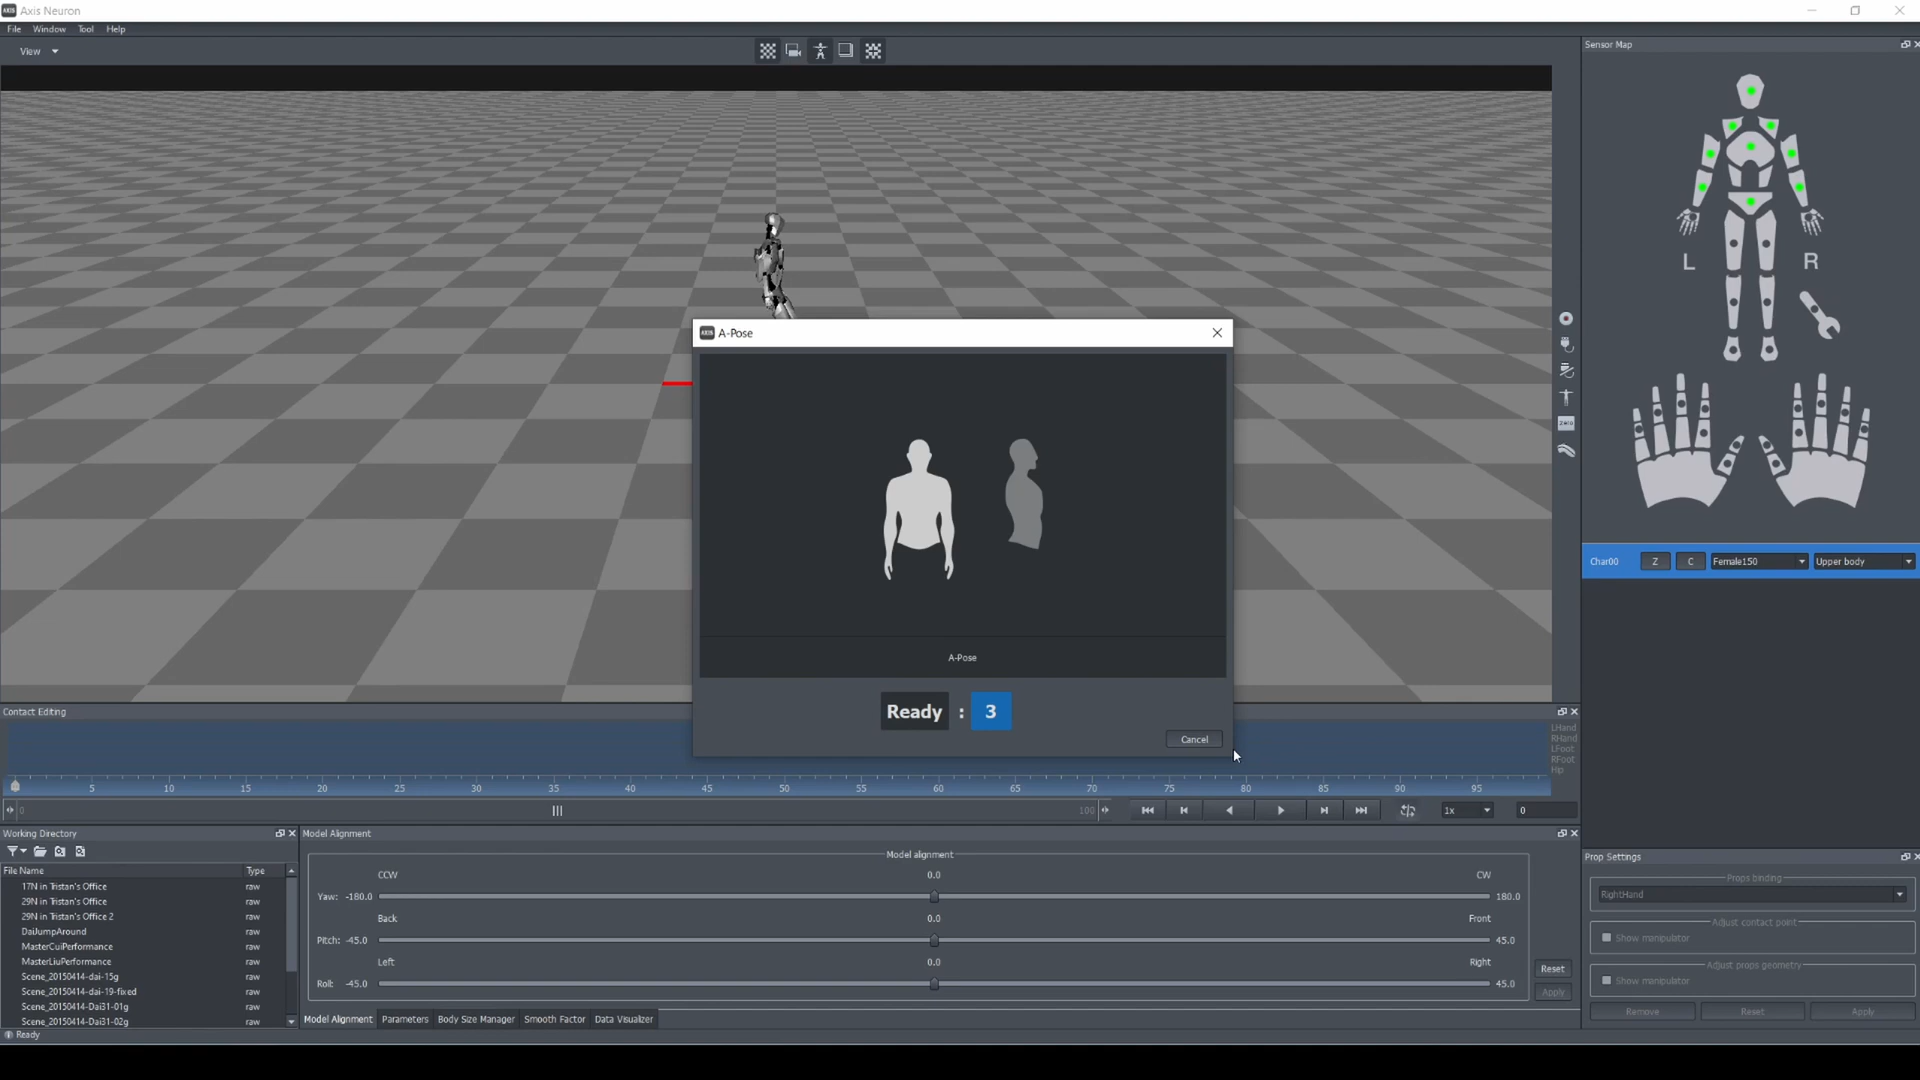 Axis Neuron
File Window Tool Help
View
Sensor Map
L R
AXIS A-Pose
A-Pose
Ready : 3
Cancel
zero
Char00 Z C Female150 Upper body
Contact Editing
LHand
RHand
LFoot
RFoot
Hip
5 10 15 20 25 30 35 40 45 50 55 60 65 70 75 80 85 90 95
0 100 1x 0
Working Directory
File Name Type
17N in Tristan's Office raw
29N in Tristan's Office raw
29N in Tristan's Office 2 raw
DaiJumpAround raw
MasterCuiPerformance raw
MasterLiuPerformance raw
Scene_20150414-dai-15g raw
Scene_20150414-dai-19-fixed raw
Scene_20150414-Dai31-01g raw
Scene_20150414-Dai31-02g raw
Model Alignment
Model alignment
CCW 0.0 CW
Yaw: -180.0 180.0
Back 0.0 Front
Pitch: -45.0 45.0
Left 0.0 Right
Roll: -45.0 45.0
Reset
Apply
Model Alignment Parameters Body Size Manager Smooth Factor Data Visualizer
Prop Settings
Props binding
RightHand
Adjust contact point
Show manipulator
Adjust props geometry
Show manipulator
Remove Reset Apply
Ready